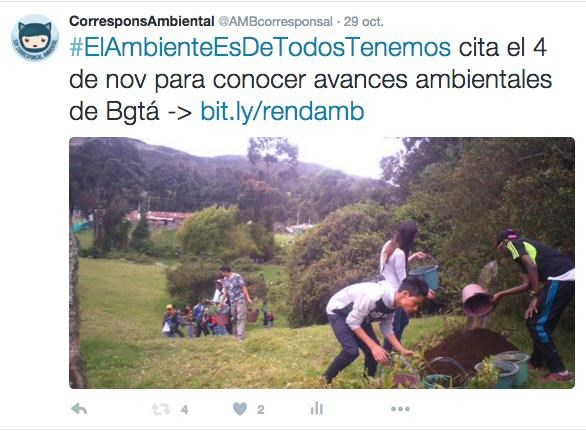 CorresponsAmbiental @AMBcorresponsal · 29 oct.
#ElAmbienteEsDeTodosTenemos cita el 4
de nov para conocer avances ambientales
de Bgtá -> bit.ly/rendamb
4 2